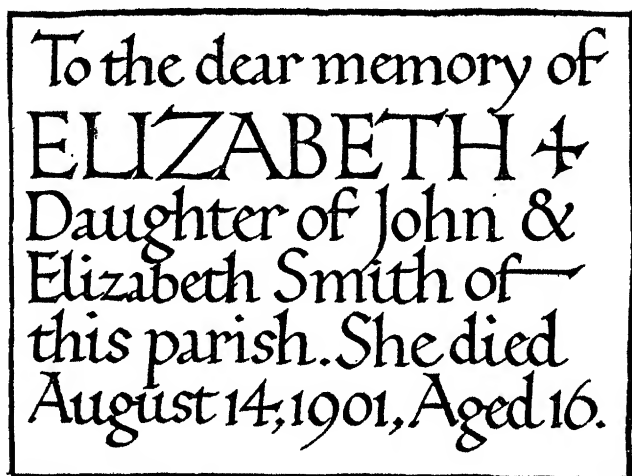 To the dear memory of
ELIZABETH +
Daughter of John &
Elizabeth Smith of—
this parish. She died
August 14, 1901, Aged 16.